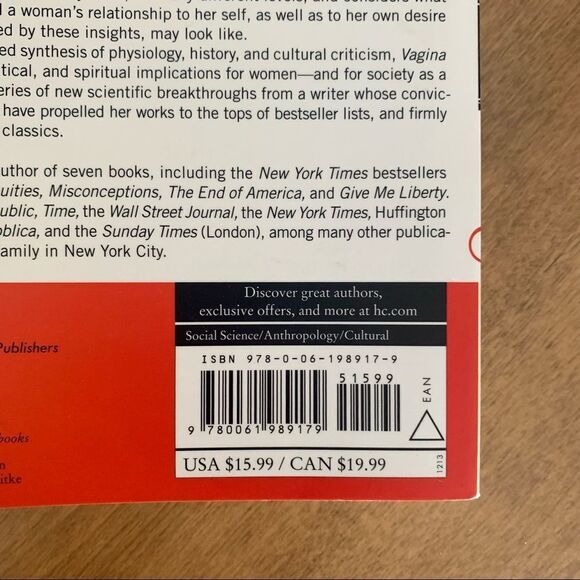 a woman's relationship to her self, as well as to her own desire
ed by these insights, may look like.
ed synthesis of physiology, history, and cultural criticism, Vagina
tical, and spiritual implications for women—and for society as a
eries of new scientific breakthroughs from a writer whose convic-
have propelled her works to the tops of bestseller lists, and firmly
classics.
uthor of seven books, including the New York Times bestsellers
uities, Misconceptions, The End of America, and Give Me Liberty.
ublic, Time, the Wall Street Journal, the New York Times, Huffington
oblica, and the Sunday Times (London), among many other publica-
amily in New York City.
Discover great authors,
exclusive offers, and more at hc.com
Social Science/Anthropology/Cultural
ISBN 978-0-06-198917-9
51599
EAN
9 780061 989179
USA $15.99 / CAN $19.99
1213
Publishers
books
n
itke